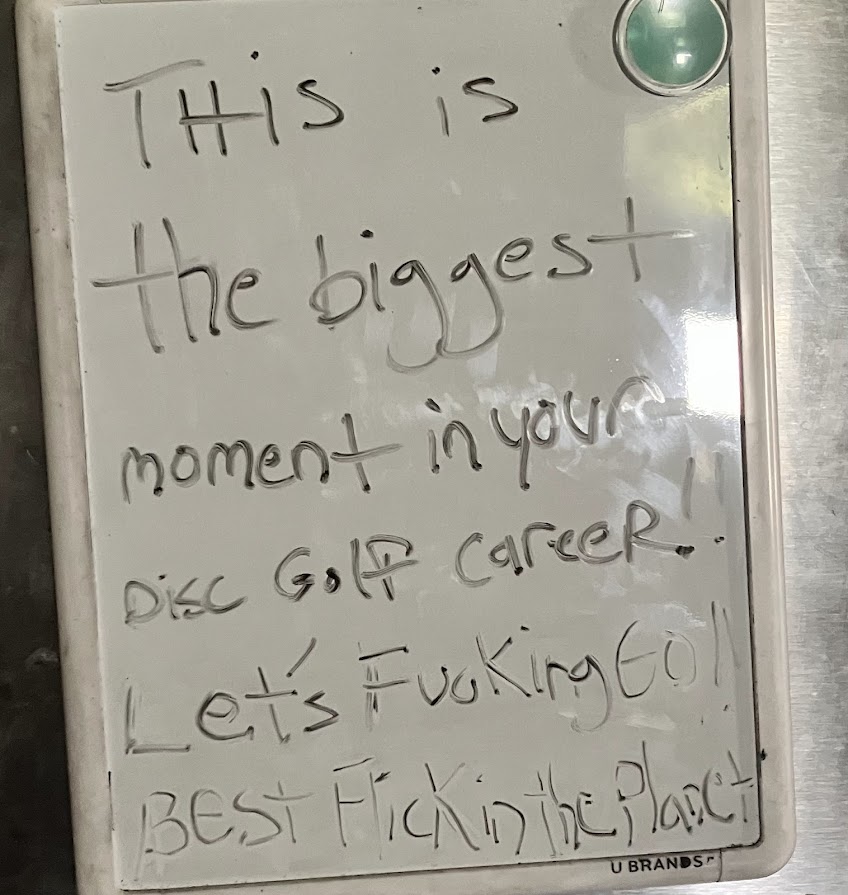 THis is
the biggest
moment in your
Disc GolF CareeR!!
Let's Fucking GO!!
BEST Flick in the Planet
U BRANDS